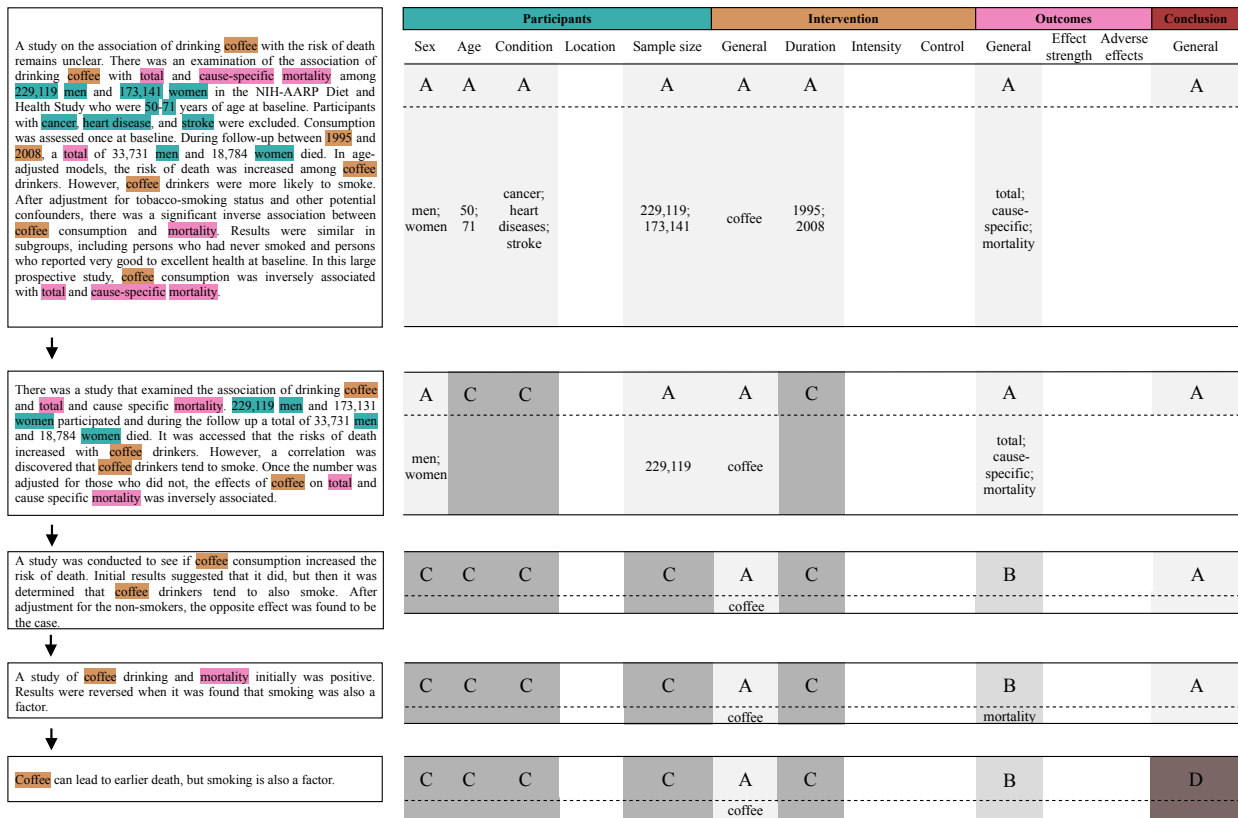 Participants Intervention Outcomes Conclusion
Sex Age Condition Location Sample size General Duration Intensity Control General Effect strength Adverse effects General
A study on the association of drinking coffee with the risk of death
remains unclear. There was an examination of the association of
drinking coffee with total and cause-specific mortality among
229,119 men and 173,141 women in the NIH-AARP Diet and
Health Study who were 50-71 years of age at baseline. Participants
with cancer, heart disease, and stroke were excluded. Consumption
was assessed once at baseline. During follow-up between 1995 and
2008, a total of 33,731 men and 18,784 women died. In age-
adjusted models, the risk of death was increased among coffee
drinkers. However, coffee drinkers were more likely to smoke.
After adjustment for tobacco-smoking status and other potential
confounders, there was a significant inverse association between
coffee consumption and mortality. Results were similar in
subgroups, including persons who had never smoked and persons
who reported very good to excellent health at baseline. In this large
prospective study, coffee consumption was inversely associated
with total and cause-specific mortality.
A A A A A A A A
men; women
50; 71
cancer; heart diseases; stroke
229,119; 173,141
coffee
1995; 2008
total; cause-specific; mortality
There was a study that examined the association of drinking coffee
and total and cause specific mortality. 229,119 men and 173,131
women participated and during the follow up a total of 33,731 men
and 18,784 women died. It was accessed that the risks of death
increased with coffee drinkers. However, a correlation was
discovered that coffee drinkers tend to smoke. Once the number was
adjusted for those who did not, the effects of coffee on total and
cause specific mortality was inversely associated.
A C C A A C A A
men; women
229,119
coffee
total; cause-specific; mortality
A study was conducted to see if coffee consumption increased the
risk of death. Initial results suggested that it did, but then it was
determined that coffee drinkers tend to also smoke. After
adjustment for the non-smokers, the opposite effect was found to be
the case.
C C C C A C B A
coffee
A study of coffee drinking and mortality initially was positive.
Results were reversed when it was found that smoking was also a
factor.
C C C C A C B A
coffee mortality
Coffee can lead to earlier death, but smoking is also a factor.
C C C C A C B D
coffee